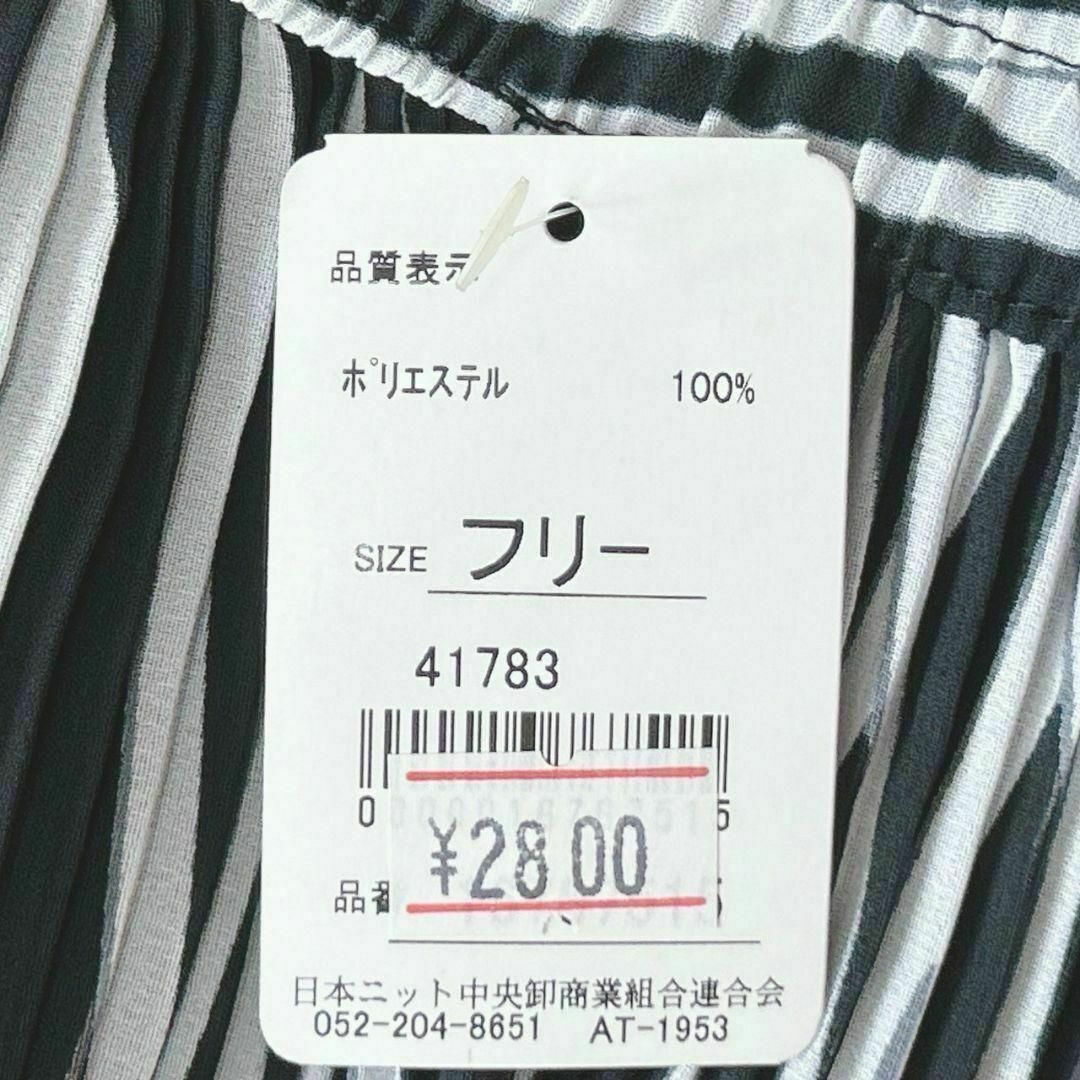 品質表示
ポリエステル 100%
SIZE フリー
41783
0 5
¥2800
品番
日本ニット中央卸商業組合連合会
052-204-8651 AT-1953